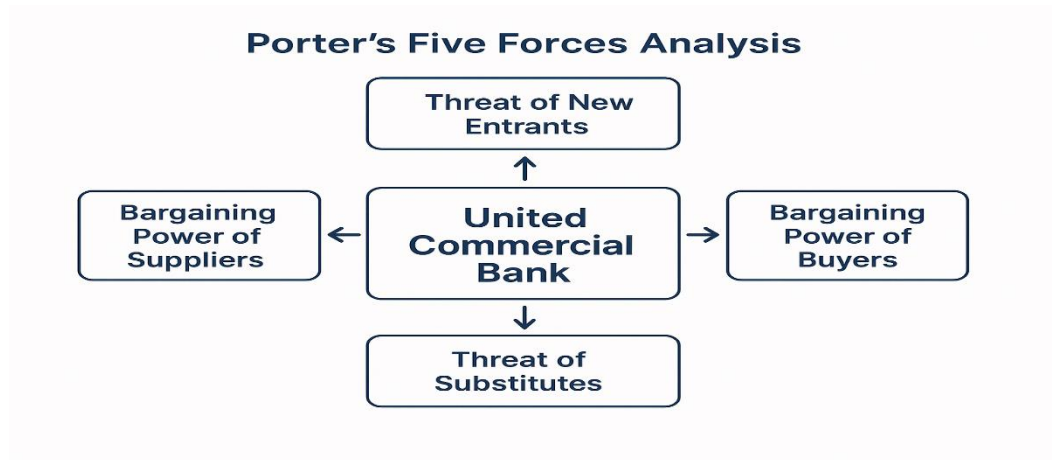 Porter's Five Forces Analysis
Threat of New
Entrants
Bargaining
Power of
Suppliers
United
Commercial
Bank
Bargaining
Power of
Buyers
Threat of
Substitutes